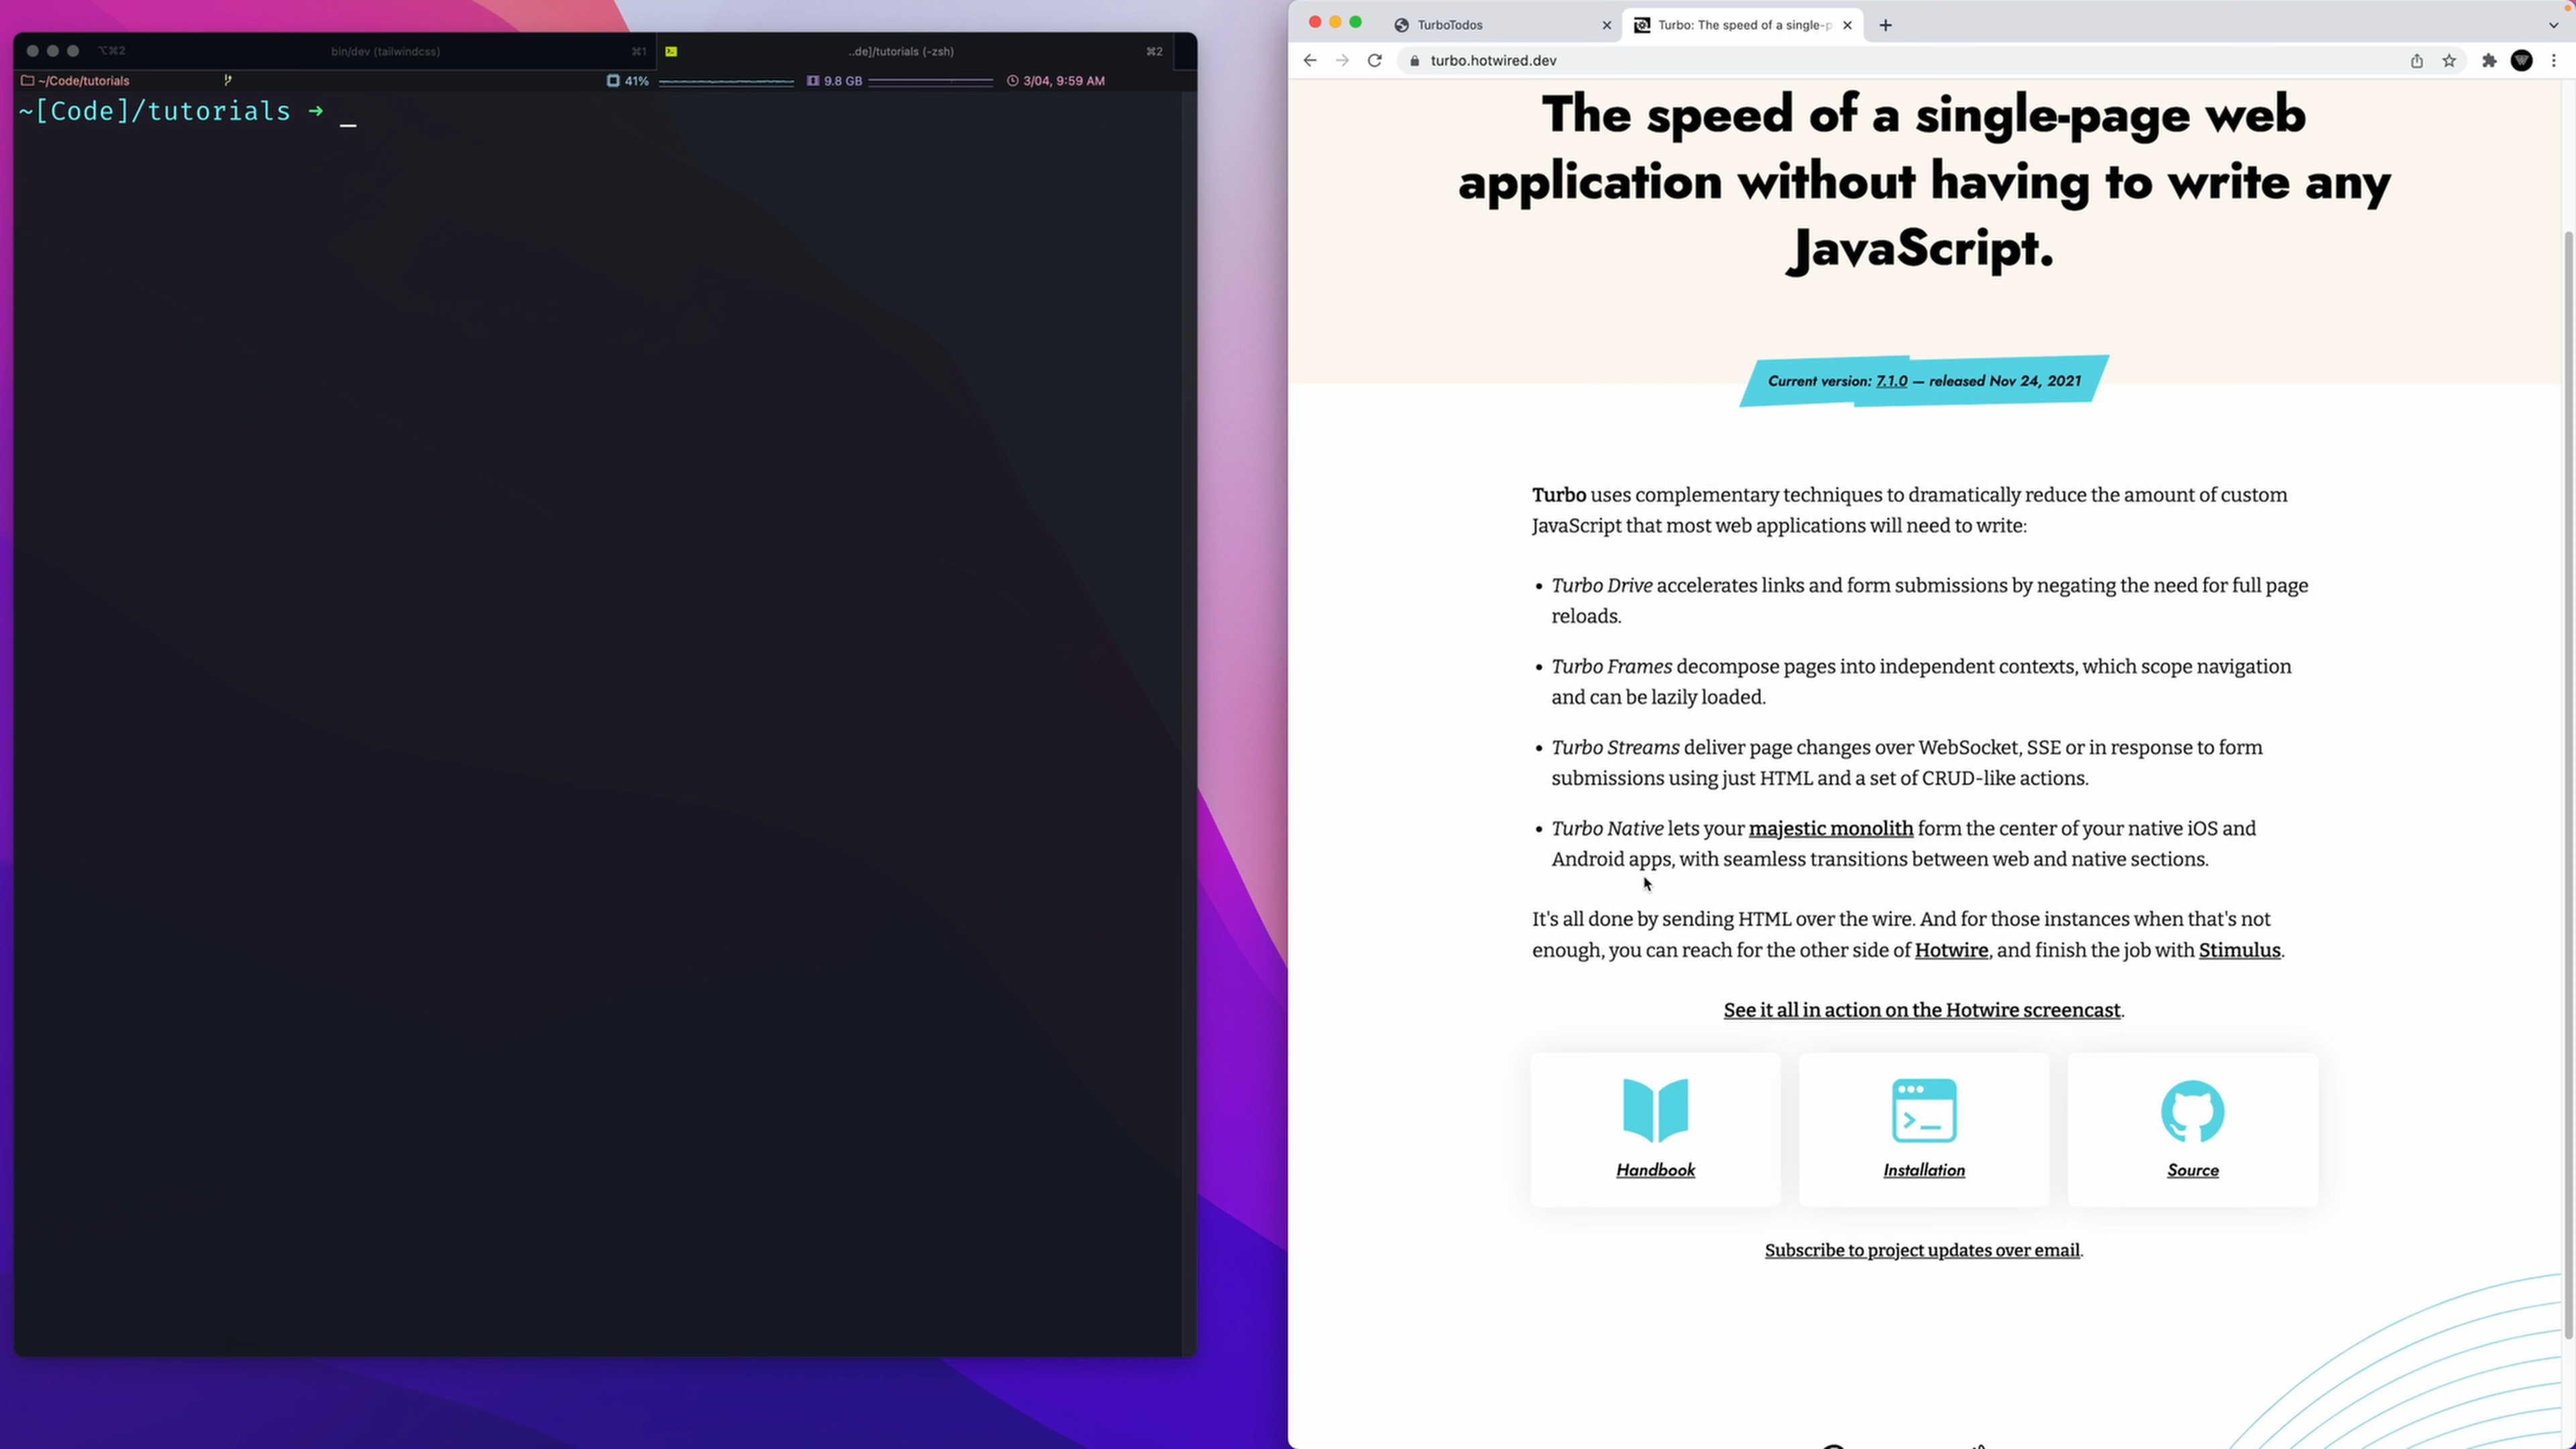 ⌥⌘2
bin/dev (tailwindcss)
⌘1
..de]/tutorials (-zsh)
⌘2
~/Code/tutorials
41%
9.8 GB
3/04, 9:59 AM
~[Code]/tutorials ➜ _
TurboTodos
Turbo: The speed of a single-p
turbo.hotwired.dev
The speed of a single-page web
application without having to write any
JavaScript.
Current version: 7.1.0 — released Nov 24, 2021
Turbo uses complementary techniques to dramatically reduce the amount of custom
JavaScript that most web applications will need to write:
• Turbo Drive accelerates links and form submissions by negating the need for full page
reloads.
• Turbo Frames decompose pages into independent contexts, which scope navigation
and can be lazily loaded.
• Turbo Streams deliver page changes over WebSocket, SSE or in response to form
submissions using just HTML and a set of CRUD-like actions.
• Turbo Native lets your majestic monolith form the center of your native iOS and
Android apps, with seamless transitions between web and native sections.
It's all done by sending HTML over the wire. And for those instances when that's not
enough, you can reach for the other side of Hotwire, and finish the job with Stimulus.
See it all in action on the Hotwire screencast.
Handbook
Installation
Source
Subscribe to project updates over email.